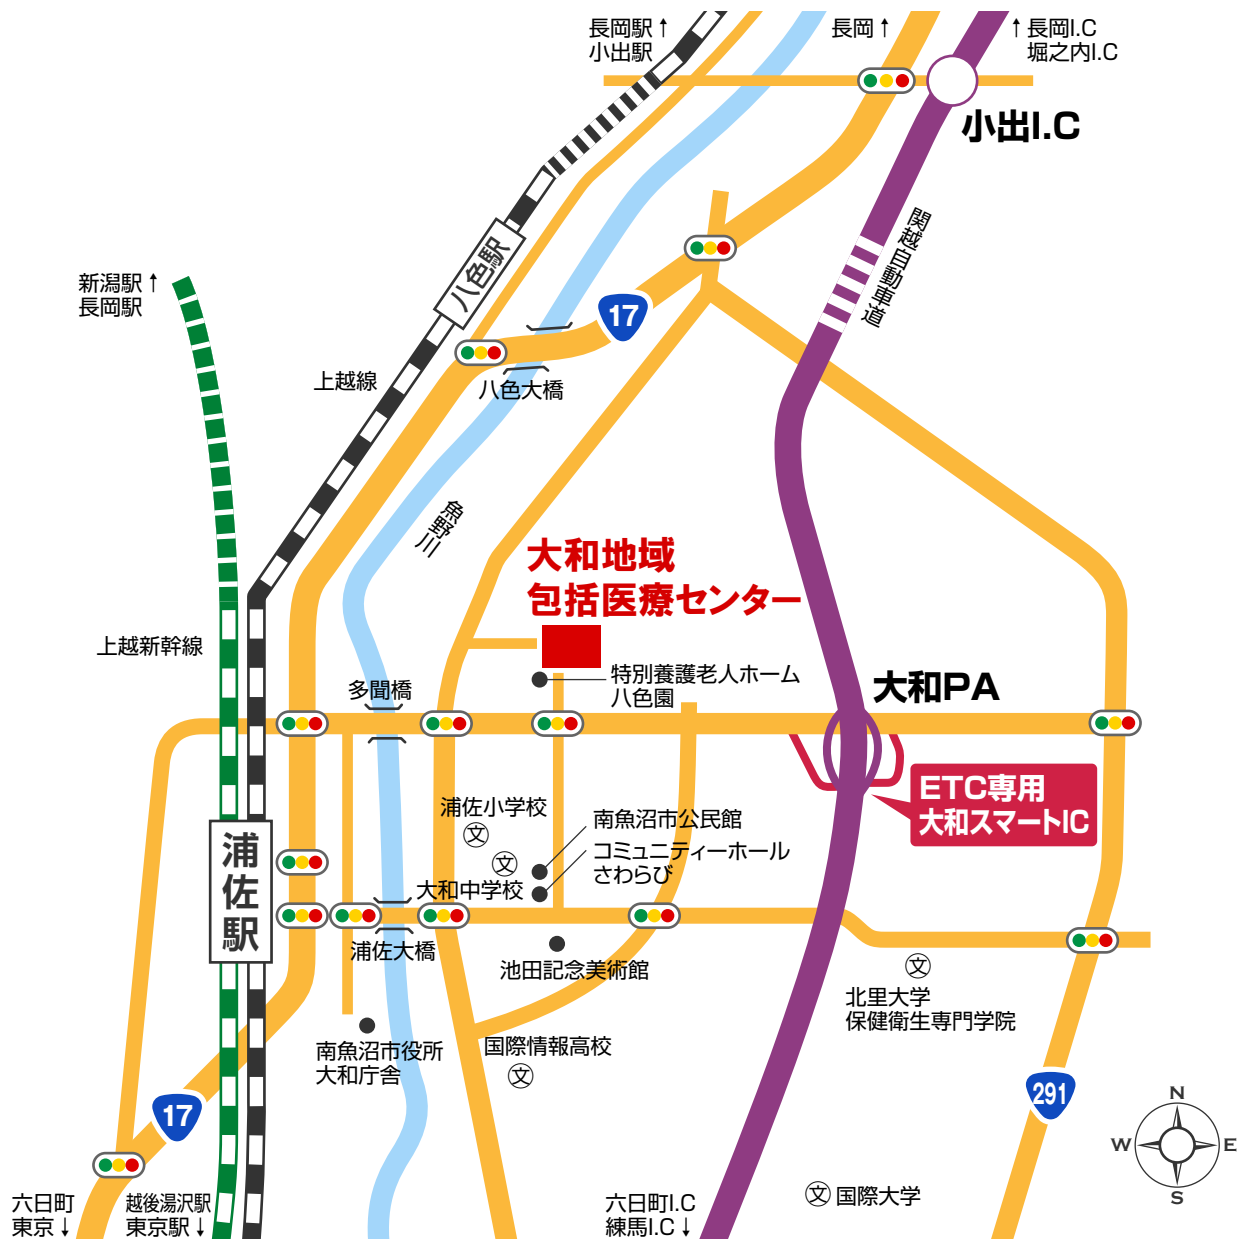 長岡駅↑
小出駅
長岡↑
↑長岡I.C
堀之内I.C
小出I.C
関越自動車道
新潟駅↑
長岡駅
八色駅
17
上越線
八色大橋
魚野川
大和地域
包括医療センター
上越新幹線
特別養護老人ホーム
八色園
多聞橋
大和PA
ETC専用
大和スマートIC
浦佐小学校
文
南魚沼市公民館
コミュニティーホール
さわらび
文
大和中学校
浦佐駅
浦佐大橋
池田記念美術館
文
北里大学
保健衛生専門学院
南魚沼市役所
大和庁舎
国際情報高校
文
17
291
N
W
E
S
六日町
東京↓
越後湯沢駅
東京駅↓
六日町I.C
練馬I.C↓
文国際大学